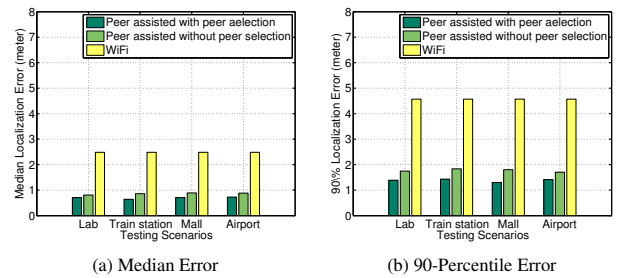 Peer assisted with peer aelection
Peer assisted without peer selection
WiFi
Median Localization Error (meter)
8
7
6
5
4
3
2
1
0
Lab Train station Mall Airport
Testing Scenarios
(a) Median Error
Peer assisted with peer aelection
Peer assisted without peer selection
WiFi
90\% Localization Error (meter)
8
7
6
5
4
3
2
1
0
Lab Train station Mall Airport
Testing Scenarios
(b) 90-Percentile Error